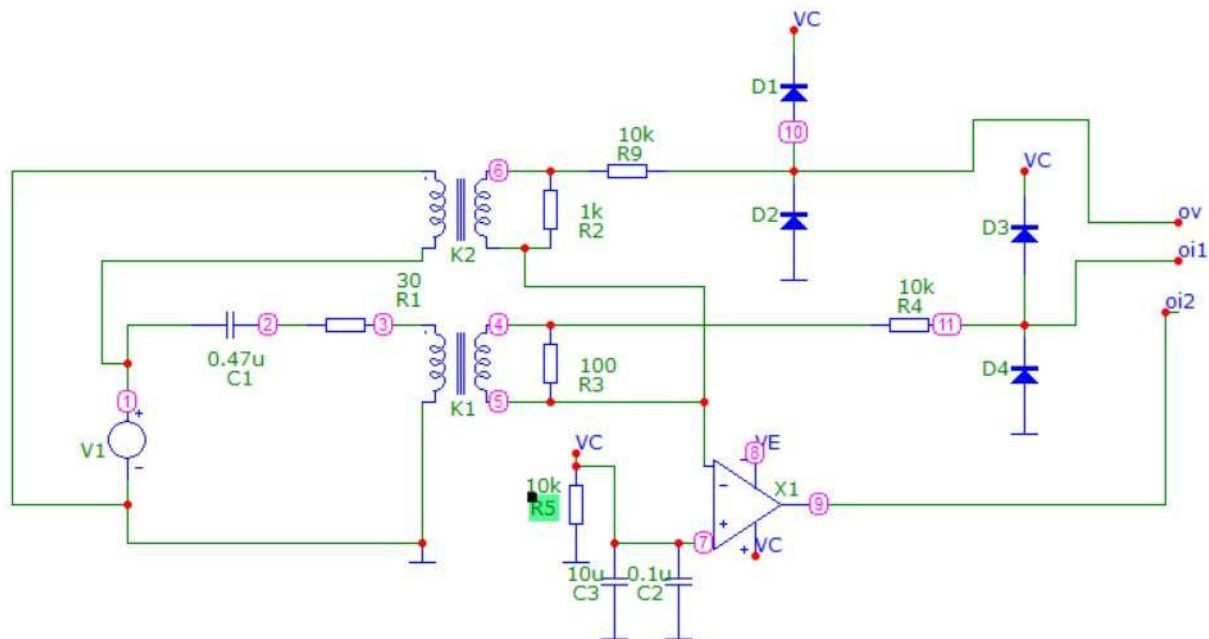 VC
D1
10
10k
R9
6
VC
1k
R2
D2
ov
D3
K2
oi1
30
R1
10k
R4
oi2
2
3
4
11
0.47u
C1
100
R3
D4
1
+
K1
5
V1
−
VC
VE
8
-
10k
R5
−
X1
9
+
7
+
VC
10u
C3
0.1u
C2